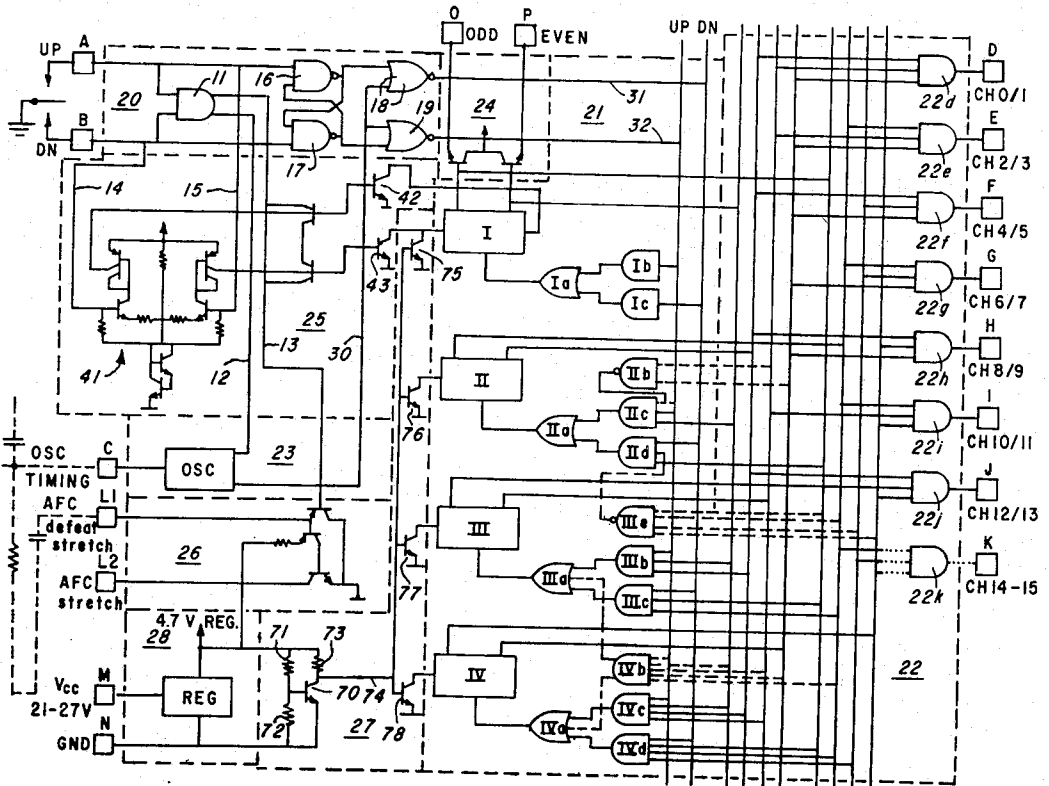 O
P
UP DN
ODD
EVEN
A
UP
20
11
16
18
24
21
31
D
CH0/1
22d
B
DN
17
19
32
E
CH2/3
22e
14
15
42
F
CH4/5
22f
I
43
75
Ib
Ia
Ic
G
CH6/7
22g
41
12
13
25
30
H
CH8/9
22h
II
IIb
76
IIc
IIa
IId
I
CH10/11
22i
OSC
TIMING
C
OSC
23
J
CH12/13
22j
III
IIIe
AFC
L1
defeat
stretch
26
77
IIIb
IIIa
IIIc
K
CH14-15
22k
L2
AFC
stretch
4.7 V REG.
28
71
73
IV
IVb
22
Vcc
21-27V
M
REG
70
74
78
IVc
IVa
IVd
72
27
N
GND